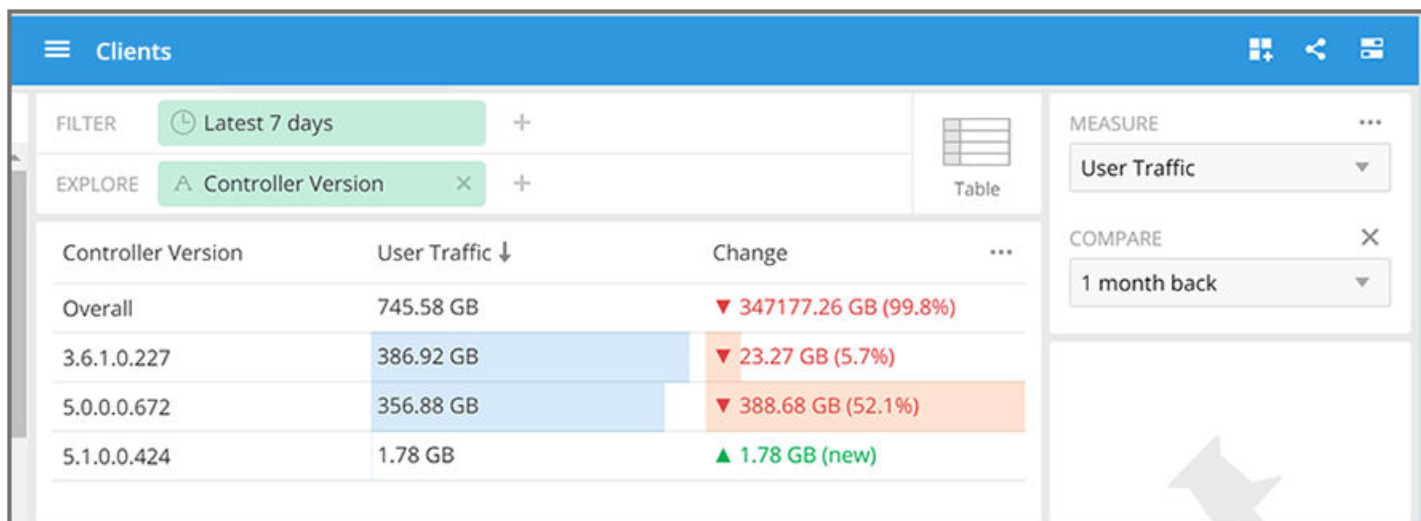 Clients
FILTER Latest 7 days +
EXPLORE A Controller Version × +
Table
MEASURE ...
User Traffic
COMPARE ×
1 month back
Controller Version User Traffic ↓ Change ...
Overall 745.58 GB ▼ 347177.26 GB (99.8%)
3.6.1.0.227 386.92 GB ▼ 23.27 GB (5.7%)
5.0.0.0.672 356.88 GB ▼ 388.68 GB (52.1%)
5.1.0.0.424 1.78 GB ▲ 1.78 GB (new)